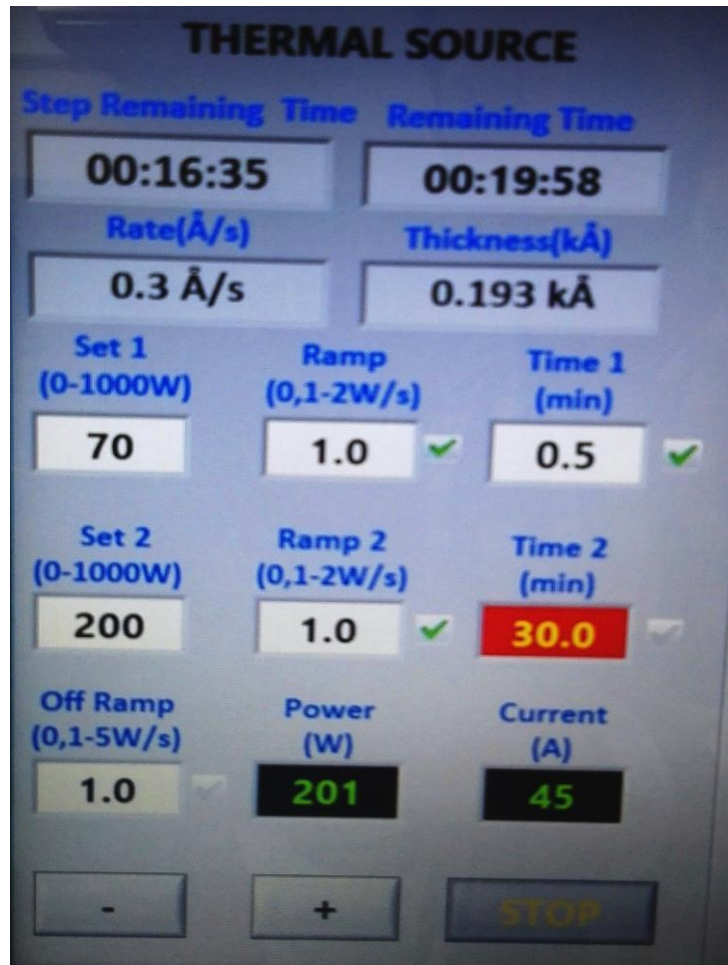 THERMAL SOURCE
Step Remaining Time Remaining Time
00:16:35 00:19:58
Rate(Å/s) Thickness(kÅ)
0.3 Å/s 0.193 kÅ
Set 1 Ramp Time 1
(0-1000W) (0,1-2W/s) (min)
70 1.0 0.5
Set 2 Ramp 2 Time 2
(0-1000W) (0,1-2W/s) (min)
200 1.0 30.0
Off Ramp Power Current
(0,1-5W/s) (W) (A)
1.0 201 45
- + STOP